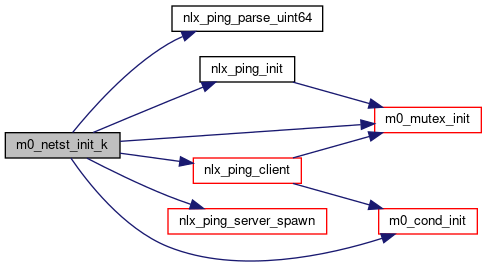 nlx_ping_parse_uint64
nlx_ping_init
m0_mutex_init
m0_netst_init_k
nlx_ping_client
nlx_ping_server_spawn
m0_cond_init